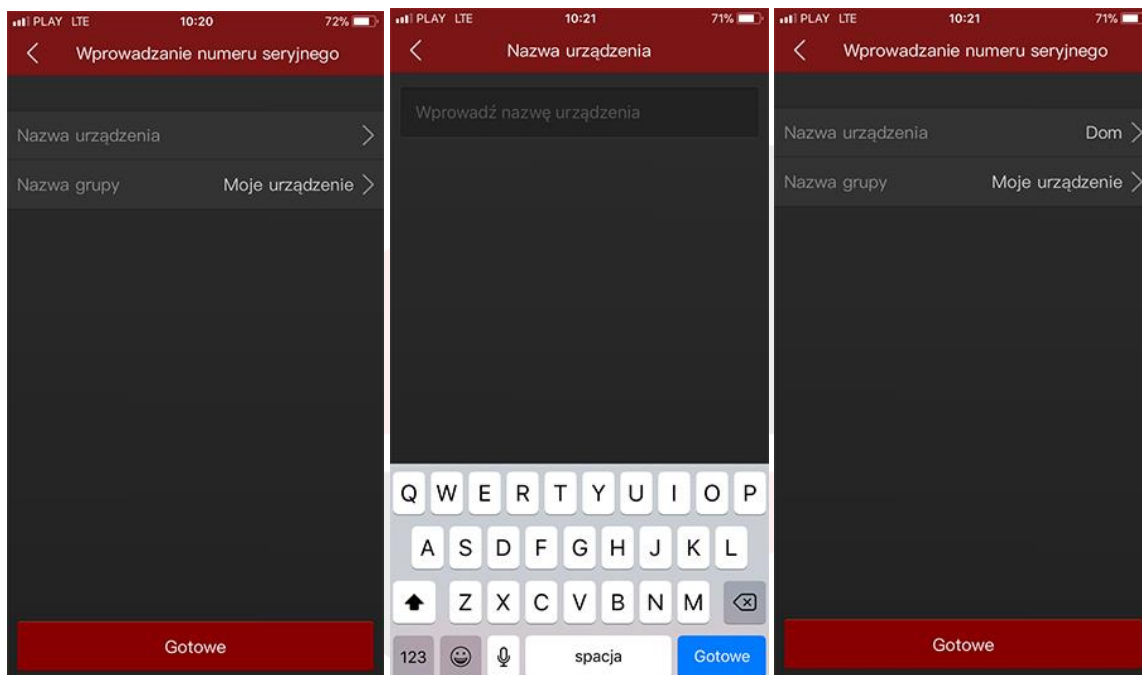 PLAY LTE 10:20 72%
Wprowadzanie numeru seryjnego
Nazwa urządzenia
Nazwa grupy Moje urządzenie
Gotowe
PLAY LTE 10:21 71%
Nazwa urządzenia
Wprowadź nazwę urządzenia
Q W E R T Y U I O P
A S D F G H J K L
Z X C V B N M
123 spacja Gotowe
PLAY LTE 10:21 71%
Wprowadzanie numeru seryjnego
Nazwa urządzenia Dom
Nazwa grupy Moje urządzenie
Gotowe